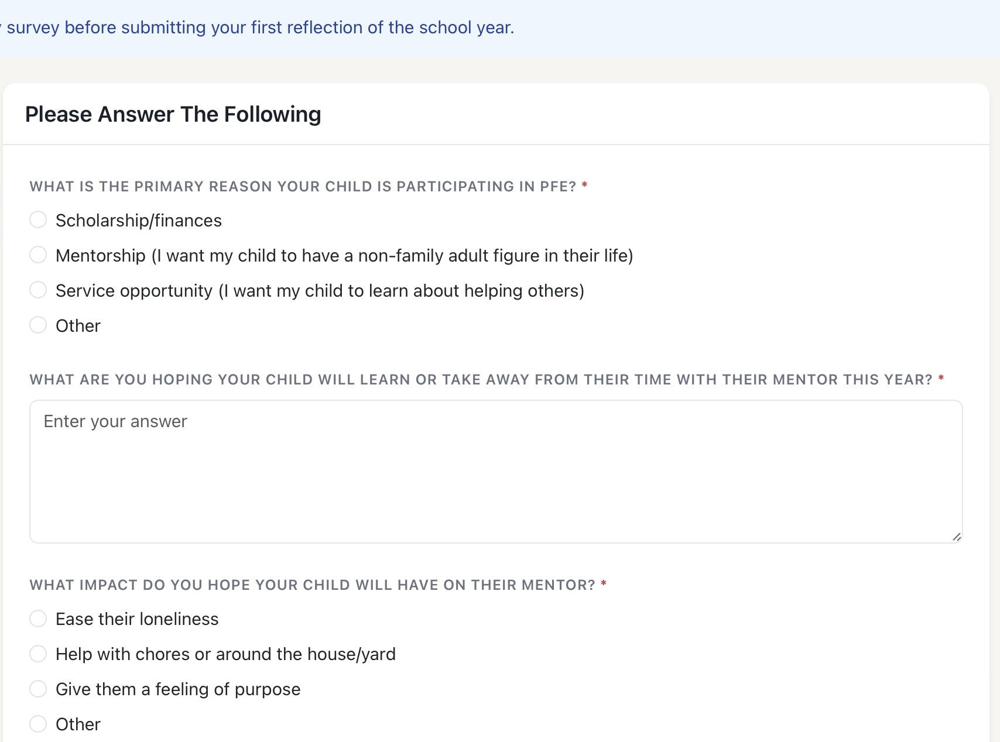 survey before submitting your first reflection of the school year.
Please Answer The Following
WHAT IS THE PRIMARY REASON YOUR CHILD IS PARTICIPATING IN PFE? *
Scholarship/finances
Mentorship (I want my child to have a non-family adult figure in their life)
Service opportunity (I want my child to learn about helping others)
Other
WHAT ARE YOU HOPING YOUR CHILD WILL LEARN OR TAKE AWAY FROM THEIR TIME WITH THEIR MENTOR THIS YEAR? *
Enter your answer
WHAT IMPACT DO YOU HOPE YOUR CHILD WILL HAVE ON THEIR MENTOR? *
Ease their loneliness
Help with chores or around the house/yard
Give them a feeling of purpose
Other